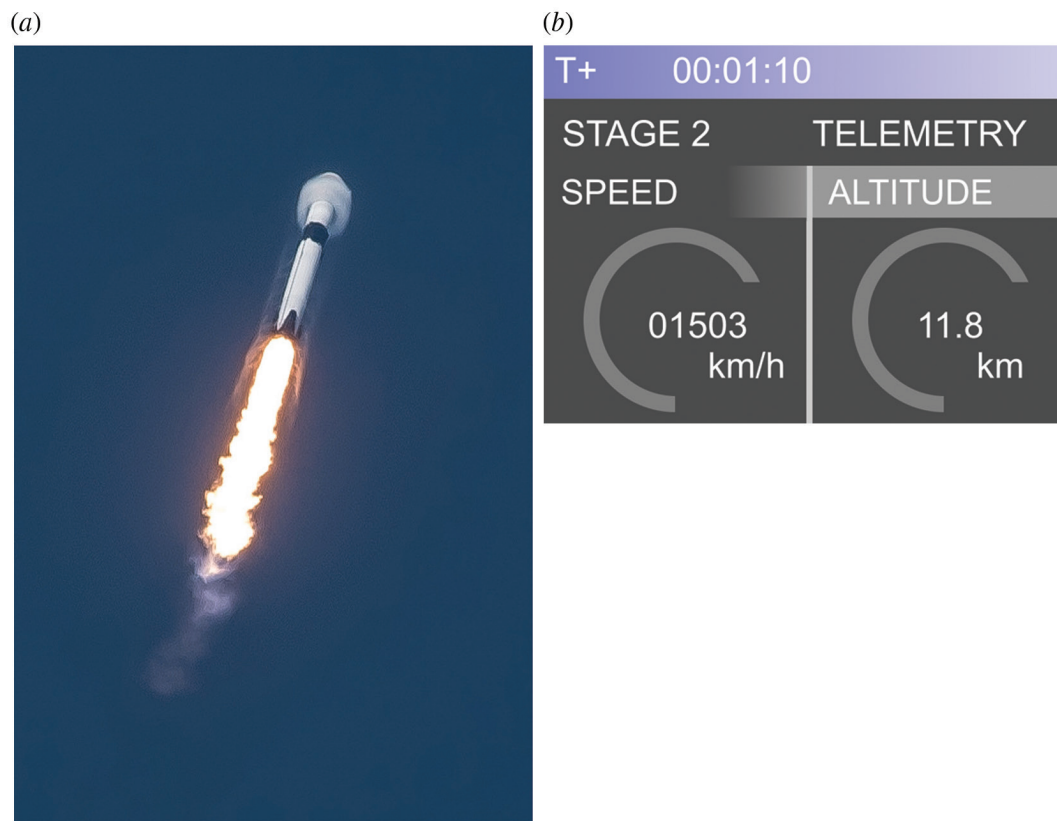 (a)
(b)
T+ 00:01:10
STAGE 2 TELEMETRY
SPEED ALTITUDE
01503 11.8
km/h km